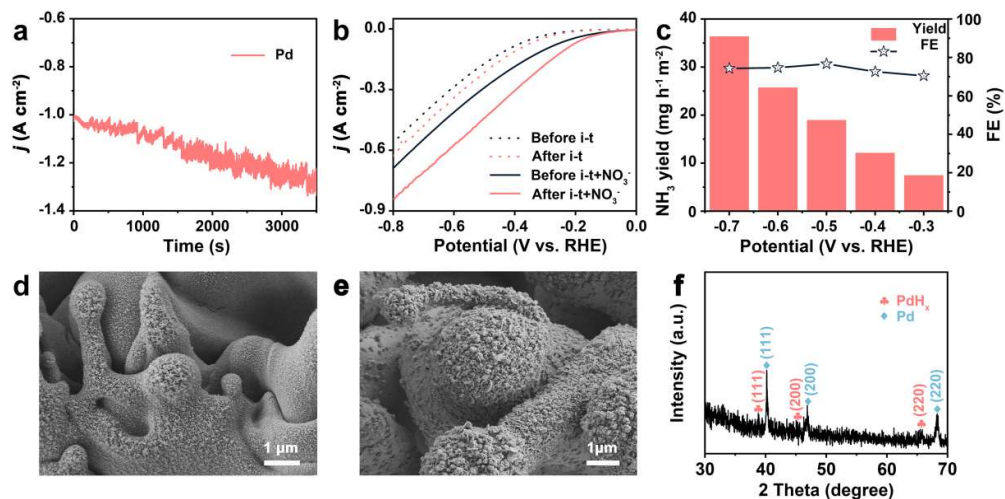 a
-0.6
-0.8
-1.0
-1.2
-1.4
j (A cm⁻²)
Pd
0
1000
2000
3000
Time (s)
b
0.0
-0.3
-0.6
-0.9
j (A cm⁻²)
Before i-t
After i-t
Before i-t+NO₃⁻
After i-t+NO₃⁻
-0.8
-0.6
-0.4
-0.2
0.0
Potential (V vs. RHE)
c
40
30
20
10
0
NH₃ yield (mg h⁻¹ m⁻²)
Yield
FE
100
80
60
40
20
0
FE (%)
-0.7
-0.6
-0.5
-0.4
-0.3
Potential (V vs. RHE)
d
1 μm
e
1μm
f
Intensity (a.u.)
PdHₓ
Pd
(111)
(111)
(200)
(200)
(220)
(220)
30
40
50
60
70
2 Theta (degree)